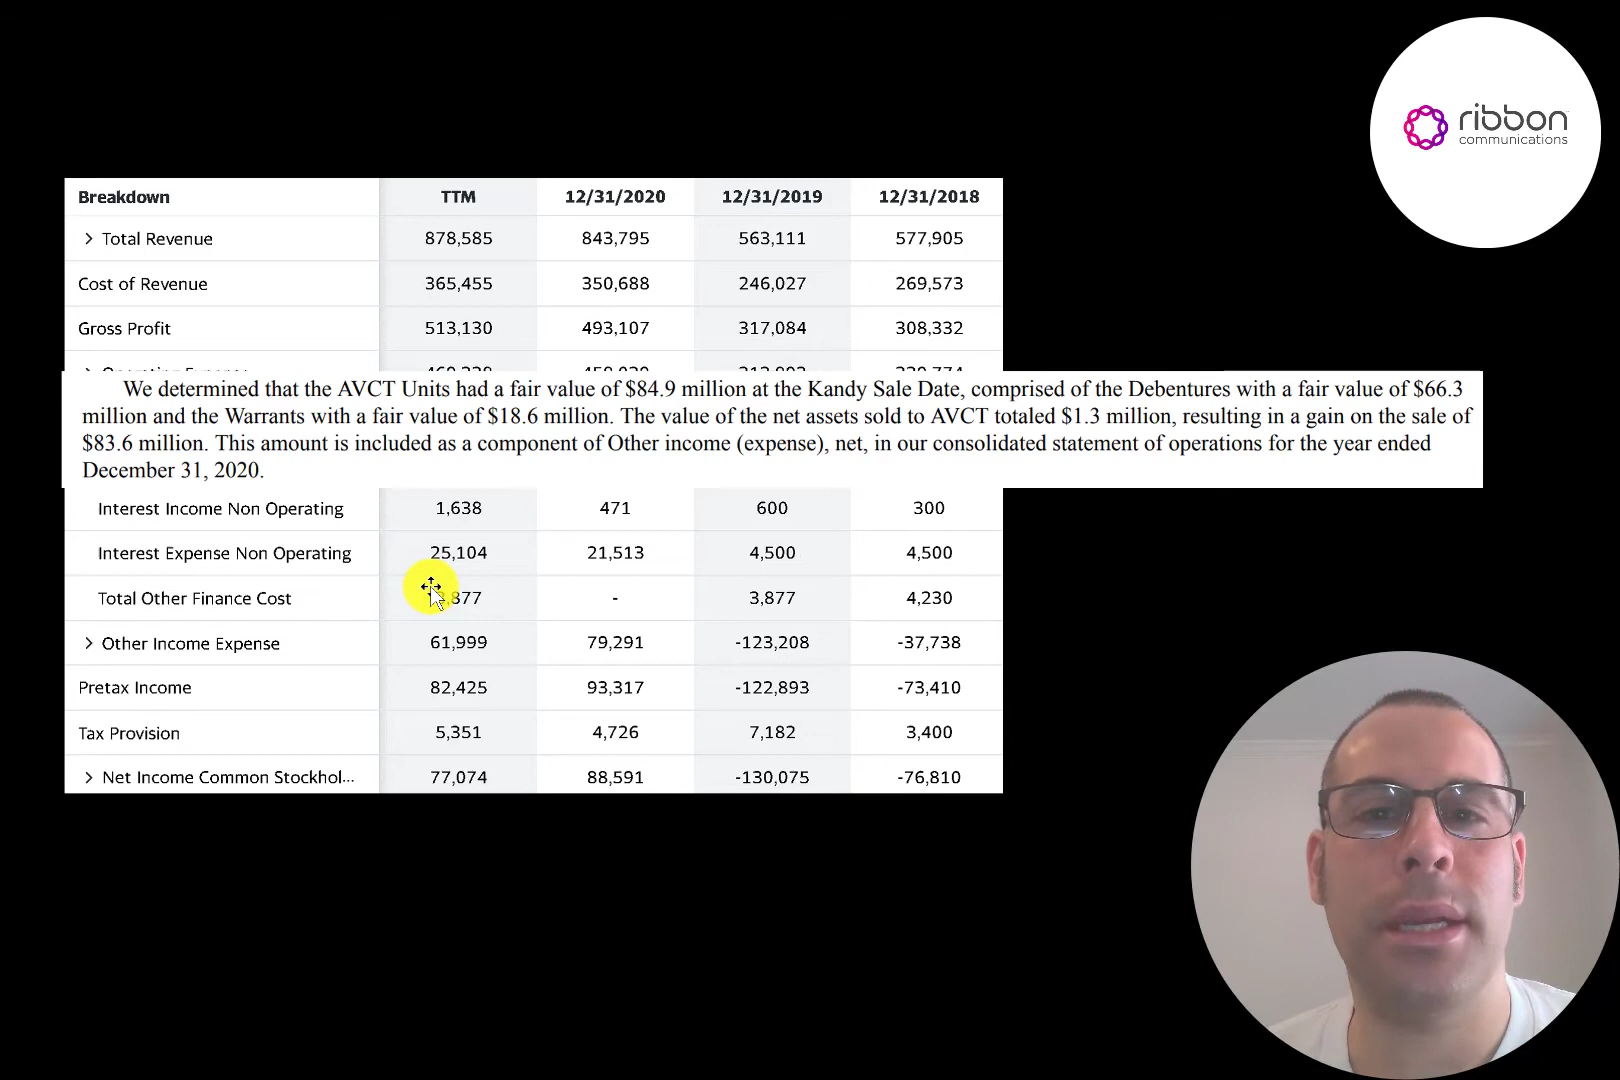 ribbon
communications
Breakdown TTM 12/31/2020 12/31/2019 12/31/2018
Total Revenue 878,585 843,795 563,111 577,905
Cost of Revenue 365,455 350,688 246,027 269,573
Gross Profit 513,130 493,107 317,084 308,332
We determined that the AVCT Units had a fair value of $84.9 million at the Kandy Sale Date, comprised of the Debentures with a fair value of $66.3
million and the Warrants with a fair value of $18.6 million. The value of the net assets sold to AVCT totaled $1.3 million, resulting in a gain on the sale of
$83.6 million. This amount is included as a component of Other income (expense), net, in our consolidated statement of operations for the year ended
December 31, 2020.
Interest Income Non Operating 1,638 471 600 300
Interest Expense Non Operating 25,104 21,513 4,500 4,500
Total Other Finance Cost - 3,877 4,230
Other Income Expense 61,999 79,291 -123,208 -37,738
Pretax Income 82,425 93,317 -122,893 -73,410
Tax Provision 5,351 4,726 7,182 3,400
Net Income Common Stockhol... 77,074 88,591 -130,075 -76,810